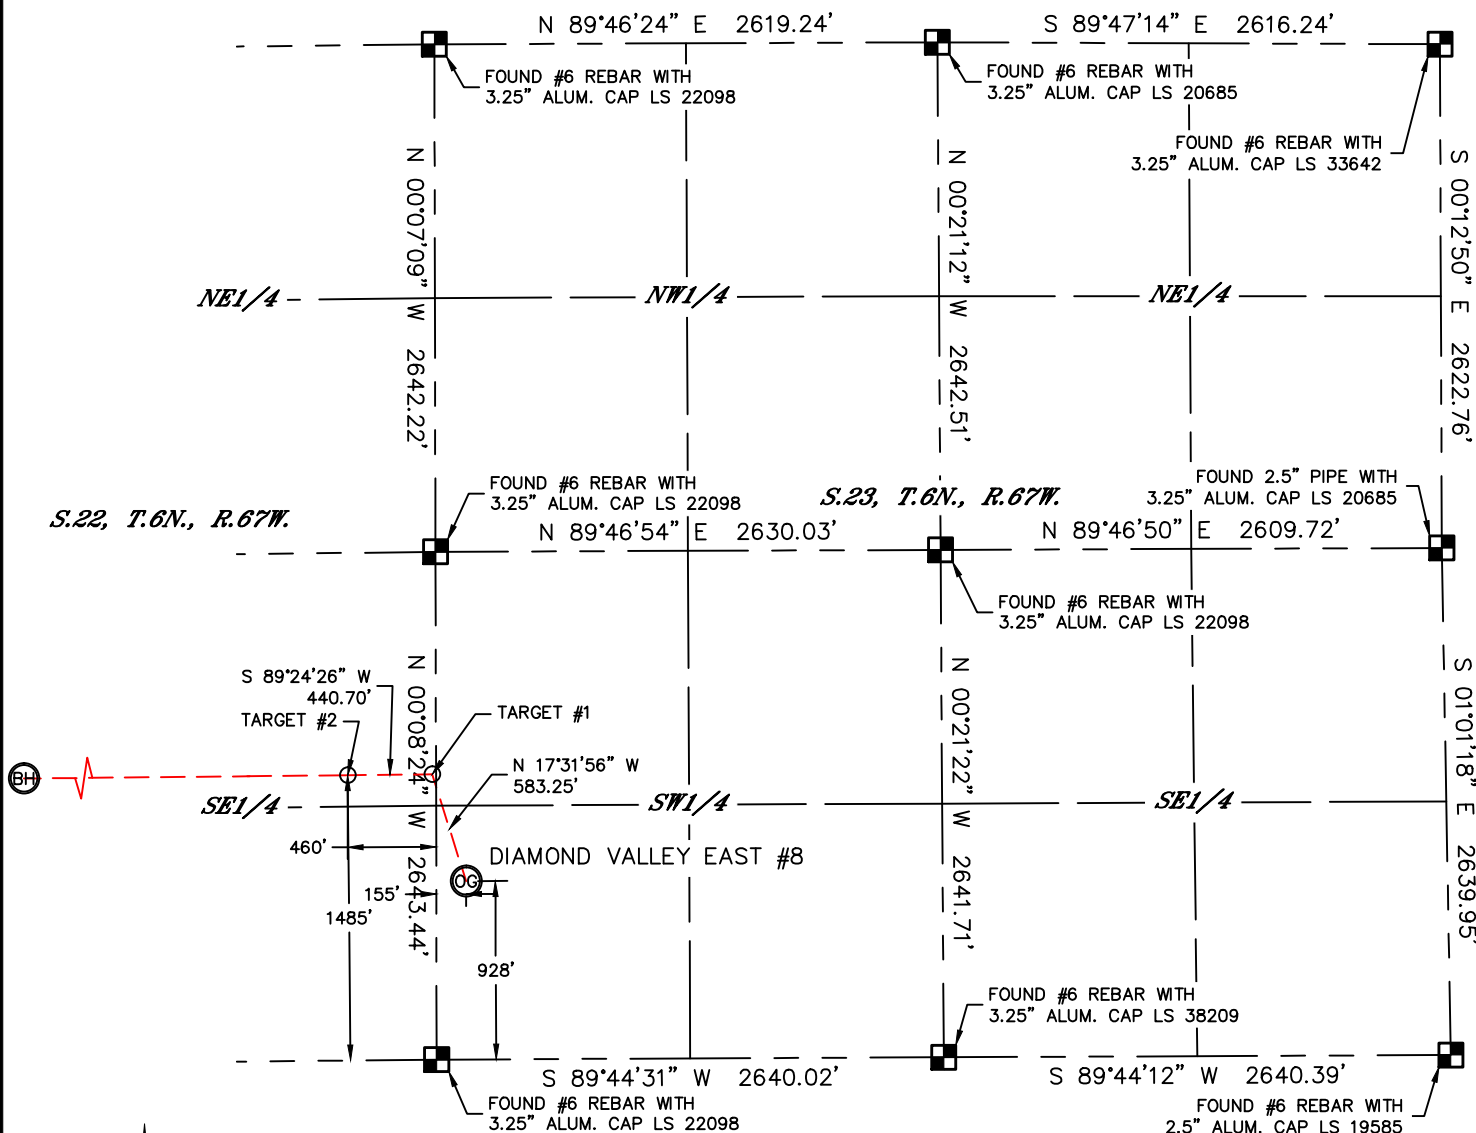 N 89°46'24" E 2619.24'
S 89°47'14" E 2616.24'
FOUND #6 REBAR WITH
3.25" ALUM. CAP LS 22098
FOUND #6 REBAR WITH
3.25" ALUM. CAP LS 20685
FOUND #6 REBAR WITH
3.25" ALUM. CAP LS 33642
N 00°07'09" W 2642.22'
N 00°21'12" W 2642.51'
S 00°12'50" E 2622.76'
NE1/4
NW1/4
NE1/4
FOUND #6 REBAR WITH
3.25" ALUM. CAP LS 22098
S.22, T.6N., R.67W.
S.23, T.6N., R.67W.
FOUND 2.5" PIPE WITH
3.25" ALUM. CAP LS 20685
N 89°46'54" E 2630.03'
N 89°46'50" E 2609.72'
FOUND #6 REBAR WITH
3.25" ALUM. CAP LS 22098
S 89°24'26" W
440.70'
TARGET #2
TARGET #1
N 00°08'24" W 2643.44'
N 00°21'22" W 2641.71'
S 01°01'18" E 2639.95'
N 17°31'56" W
583.25'
BH
SE1/4
SW1/4
SE1/4
460'
DIAMOND VALLEY EAST #8
OG
155'
1485'
928'
FOUND #6 REBAR WITH
3.25" ALUM. CAP LS 38209
S 89°44'31" W 2640.02'
S 89°44'12" W 2640.39'
FOUND #6 REBAR WITH
3.25" ALUM. CAP LS 22098
FOUND #6 REBAR WITH
2.5" ALUM. CAP LS 19585